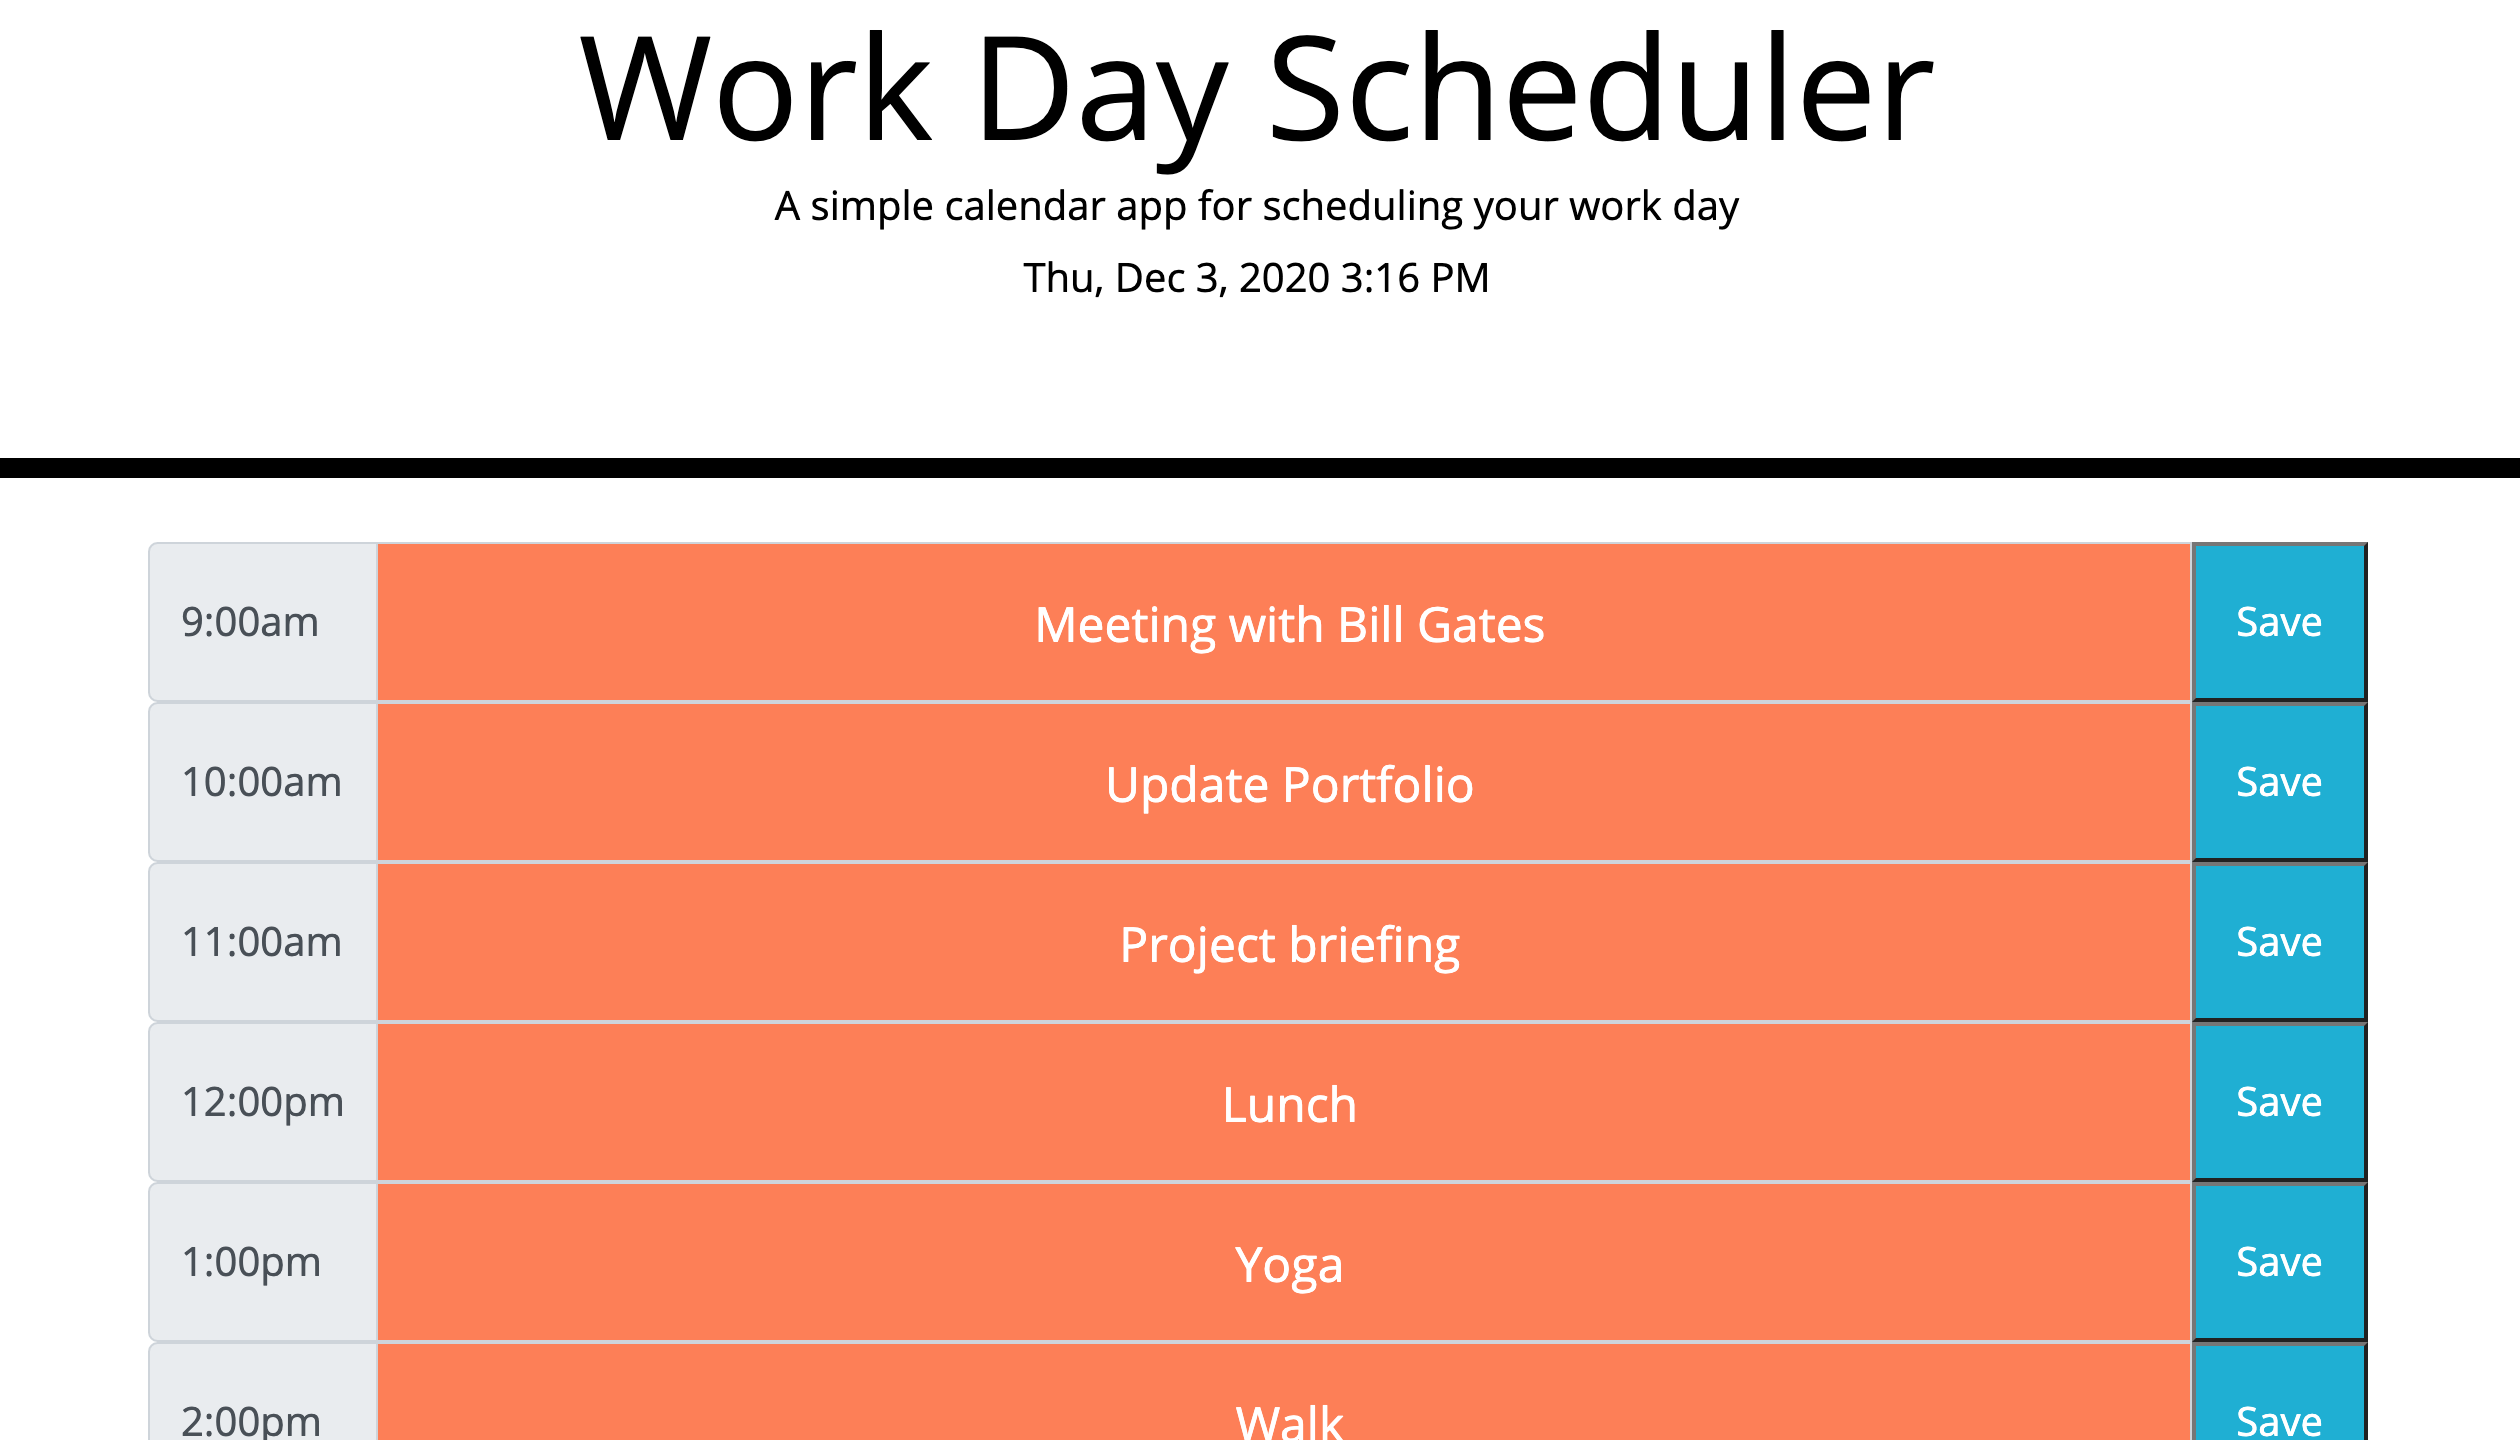 Work Day Scheduler
A simple calendar app for scheduling your work day
Thu, Dec 3, 2020 3:16 PM
9:00am Meeting with Bill Gates Save
10:00am Update Portfolio Save
11:00am Project briefing Save
12:00pm Lunch Save
1:00pm Yoga Save
2:00pm Walk Save